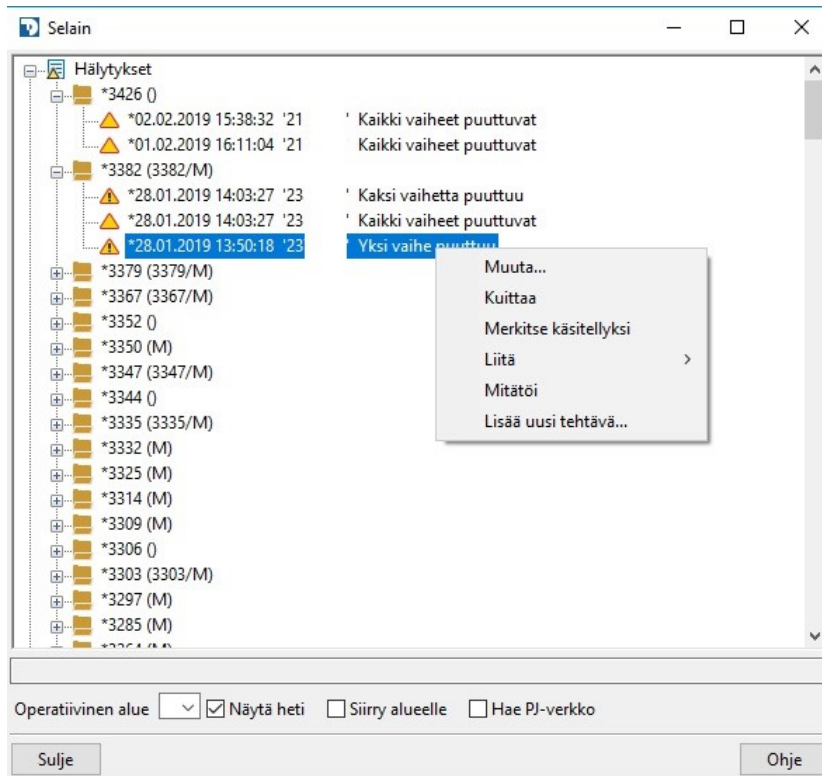 Selain
Hälytykset
*3426 ()
*02.02.2019 15:38:32 '21 ' Kaikki vaiheet puuttuvat
*01.02.2019 16:11:04 '21 Kaikki vaiheet puuttuvat
*3382 (3382/M)
*28.01.2019 14:03:27 '23 ' Kaksi vaihetta puuttuu
*28.01.2019 14:03:27 '23 ' Kaikki vaiheet puuttuvat
*28.01.2019 13:50:18 '23 ' Yksi vaihe puuttuu
Muuta...
Kuittaa
Merkitse käsitellyksi
Liitä
Mitätöi
Lisää uusi tehtävä...
*3379 (3379/M)
*3367 (3367/M)
*3352 ()
*3350 (M)
*3347 (3347/M)
*3344 ()
*3335 (3335/M)
*3332 (M)
*3325 (M)
*3314 (M)
*3309 (M)
*3306 ()
*3303 (3303/M)
*3297 (M)
*3285 (M)
Operatiivinen alue Näytä heti Siirry alueelle Hae PJ-verkko
Sulje Ohje